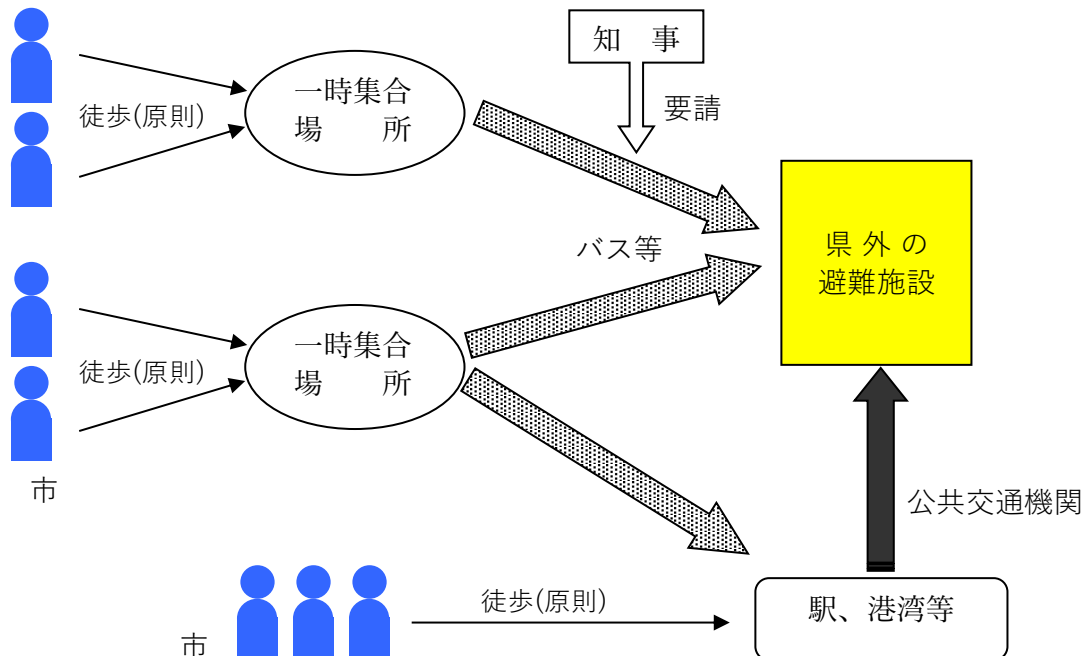 知　事
要請
一時集合
場　　所
徒歩(原則)
バス等
県 外 の
避難施設
一時集合
場　　所
徒歩(原則)
市
公共交通機関
徒歩(原則)
駅、港湾等
市